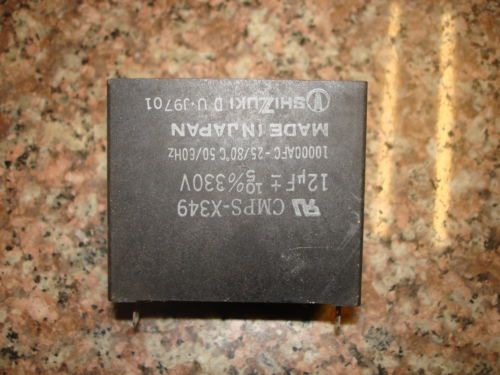 CMPS-X349
12µF ± 10/5 %330V
10000AFC -25/80°C 50/60Hz
MADE IN JAPAN
SHIZUKI D U-J9701